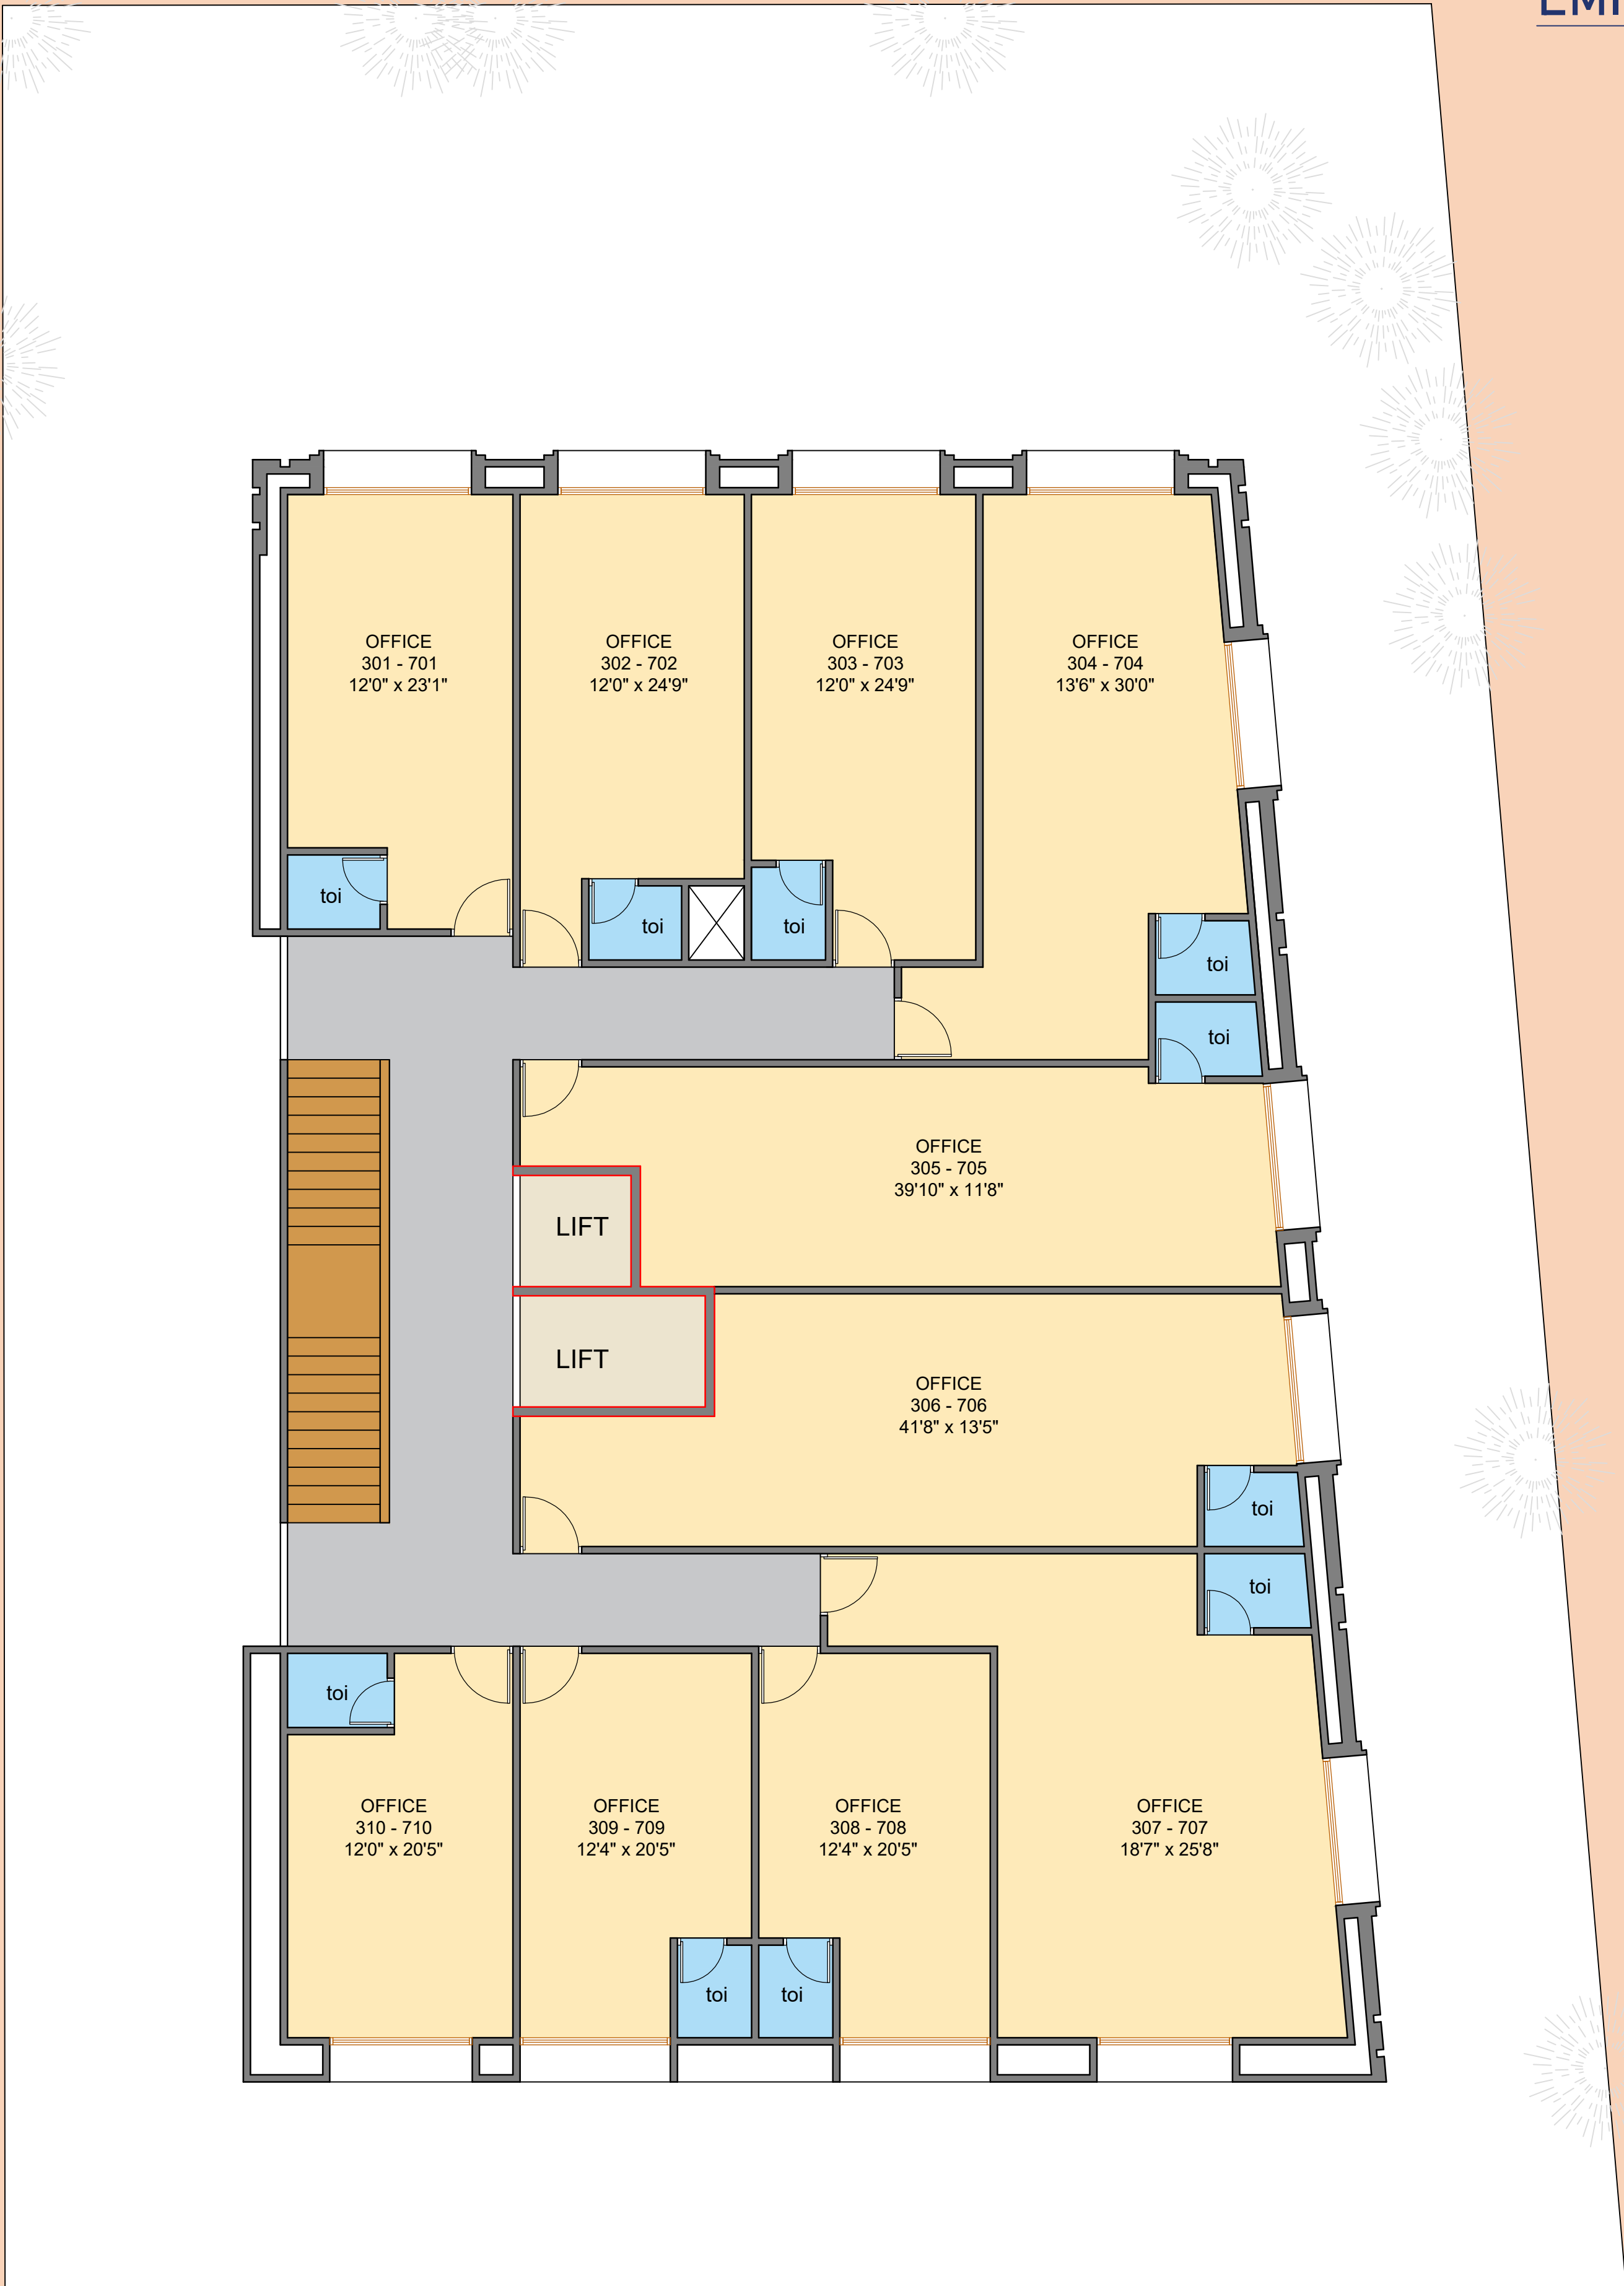 OFFICE
301 - 701
12'0" x 23'1"
OFFICE
302 - 702
12'0" x 24'9"
OFFICE
303 - 703
12'0" x 24'9"
OFFICE
304 - 704
13'6" x 30'0"
toi
toi
toi
toi
toi
OFFICE
305 - 705
39'10" x 11'8"
LIFT
LIFT
OFFICE
306 - 706
41'8" x 13'5"
toi
toi
toi
OFFICE
310 - 710
12'0" x 20'5"
OFFICE
309 - 709
12'4" x 20'5"
OFFICE
308 - 708
12'4" x 20'5"
OFFICE
307 - 707
18'7" x 25'8"
toi
toi